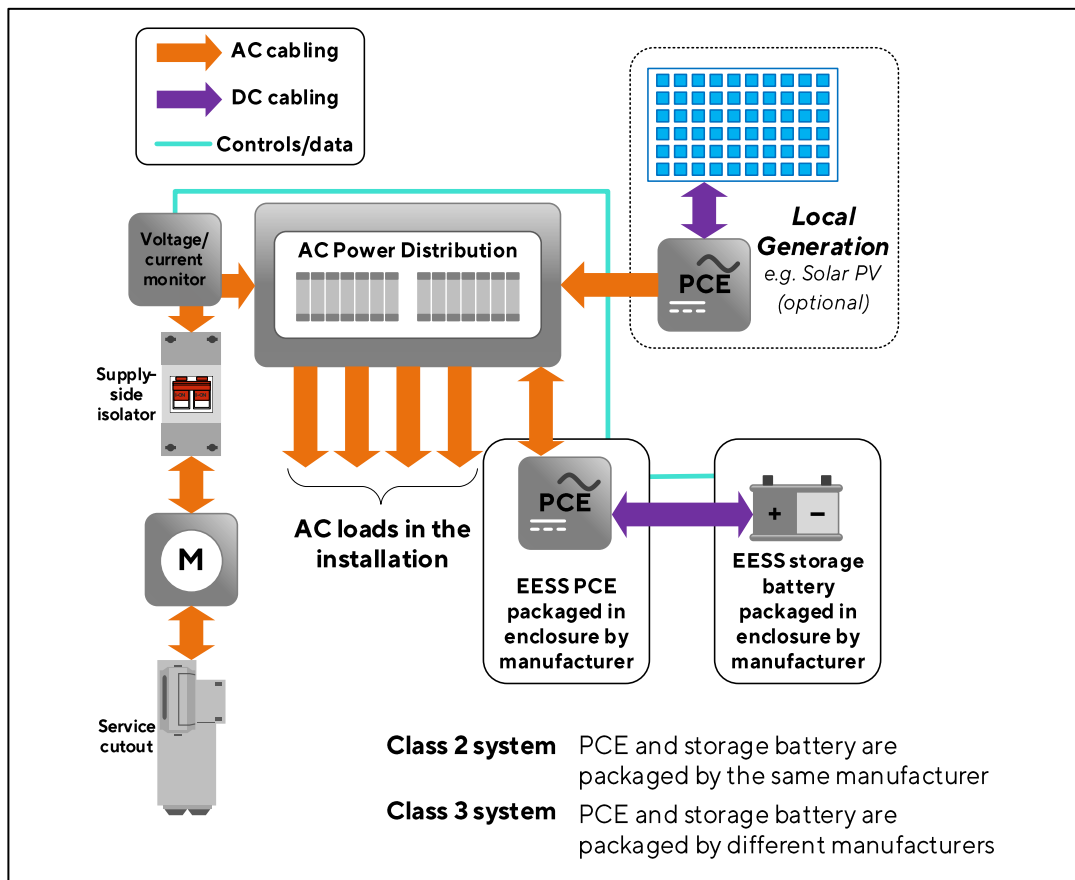 AC cabling
DC cabling
Controls/data
Voltage/
current
monitor
AC Power Distribution
Local
Generation
e.g. Solar PV
(optional)
PCE
Supply-
side
isolator
M
Service
cutout
AC loads in the
installation
PCE
EESS PCE
packaged in
enclosure by
manufacturer
+ −
EESS storage
battery
packaged in
enclosure by
manufacturer
Class 2 system PCE and storage battery are
packaged by the same manufacturer
Class 3 system PCE and storage battery are
packaged by different manufacturers